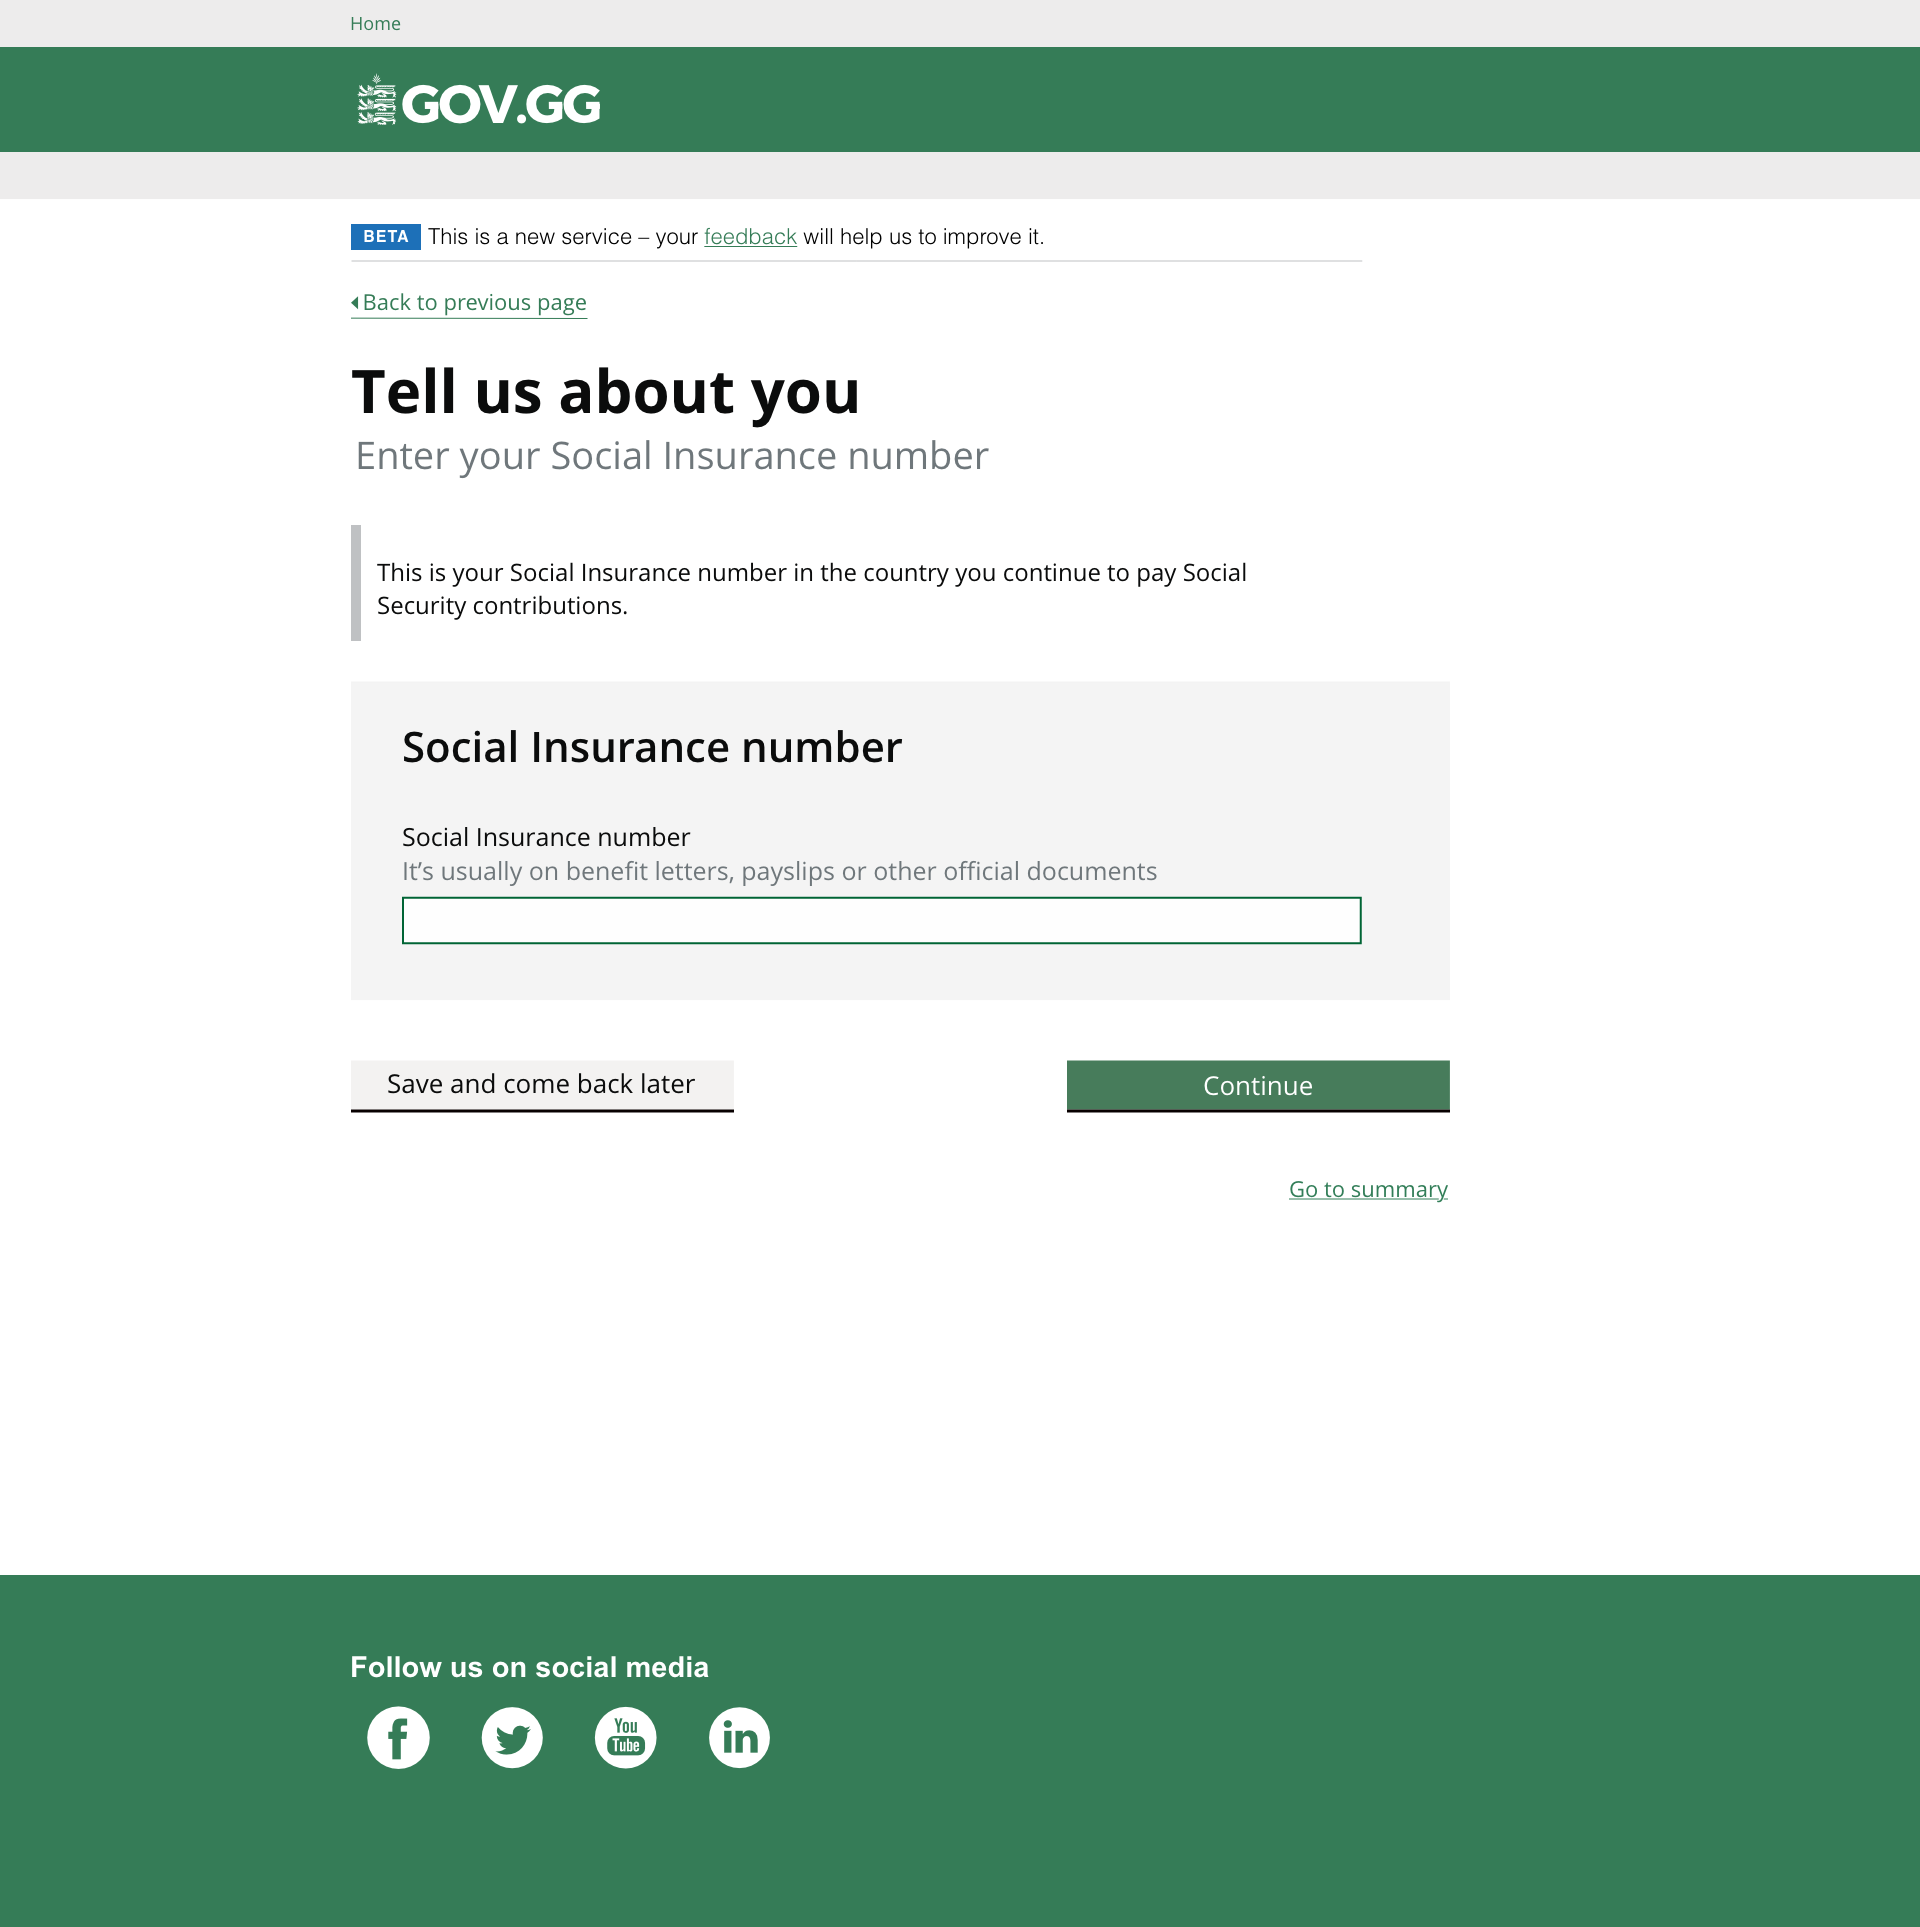 Home
GOV.GG
BETA This is a new service – your feedback will help us to improve it.
Back to previous page
Tell us about you
Enter your Social Insurance number
This is your Social Insurance number in the country you continue to pay Social
Security contributions.
Social Insurance number
Social Insurance number
It’s usually on benefit letters, payslips or other official documents
Save and come back later
Continue
Go to summary
Follow us on social media
You
Tube
in